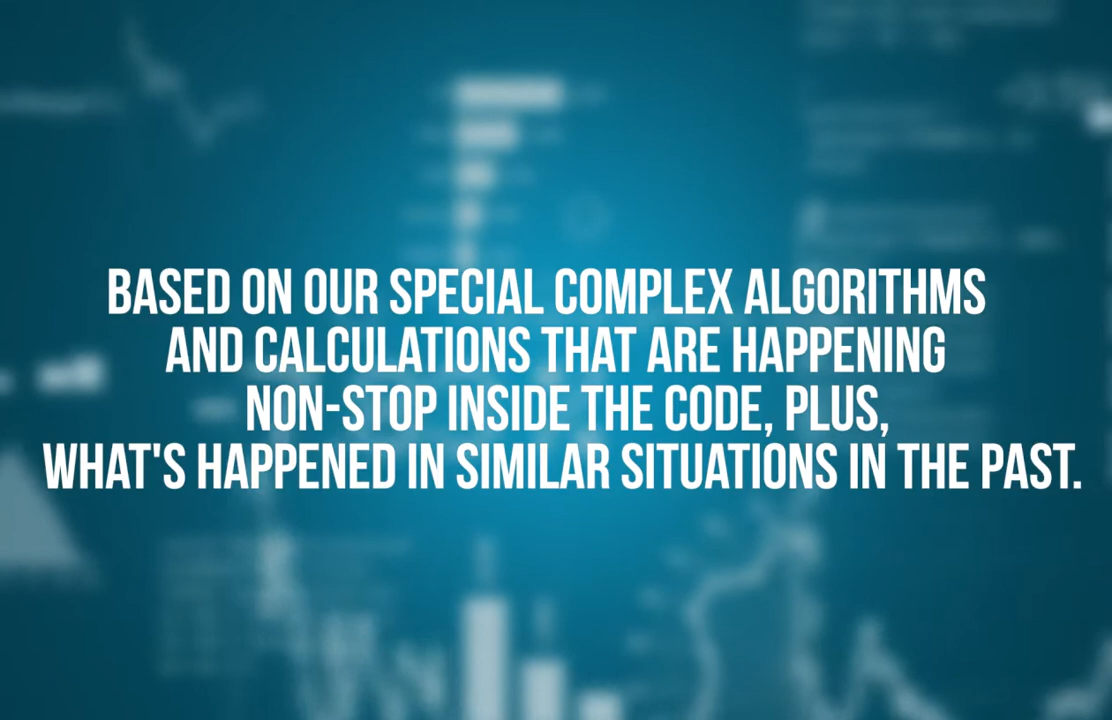 BASED ON OUR SPECIAL COMPLEX ALGORITHMS
AND CALCULATIONS THAT ARE HAPPENING
NON-STOP INSIDE THE CODE, PLUS,
WHAT'S HAPPENED IN SIMILAR SITUATIONS IN THE PAST.